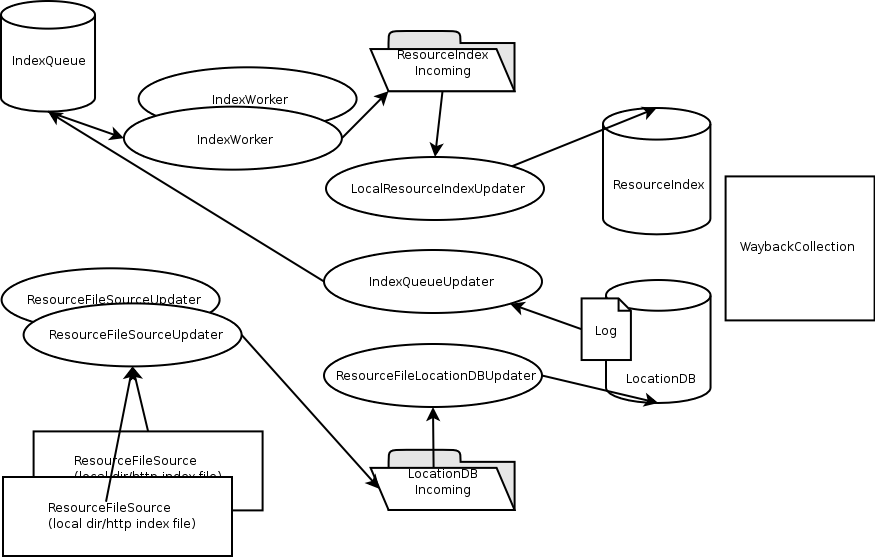 IndexQueue
IndexWorker
IndexWorker
ResourceIndex
Incoming
LocalResourceIndexUpdater
ResourceIndex
WaybackCollection
IndexQueueUpdater
ResourceFileSourceUpdater
ResourceFileSourceUpdater
Log
LocationDB
ResourceFileLocationDBUpdater
ResourceFileSource
(local dir/http index file)
ResourceFileSource
(local dir/http index file)
LocationDB
Incoming